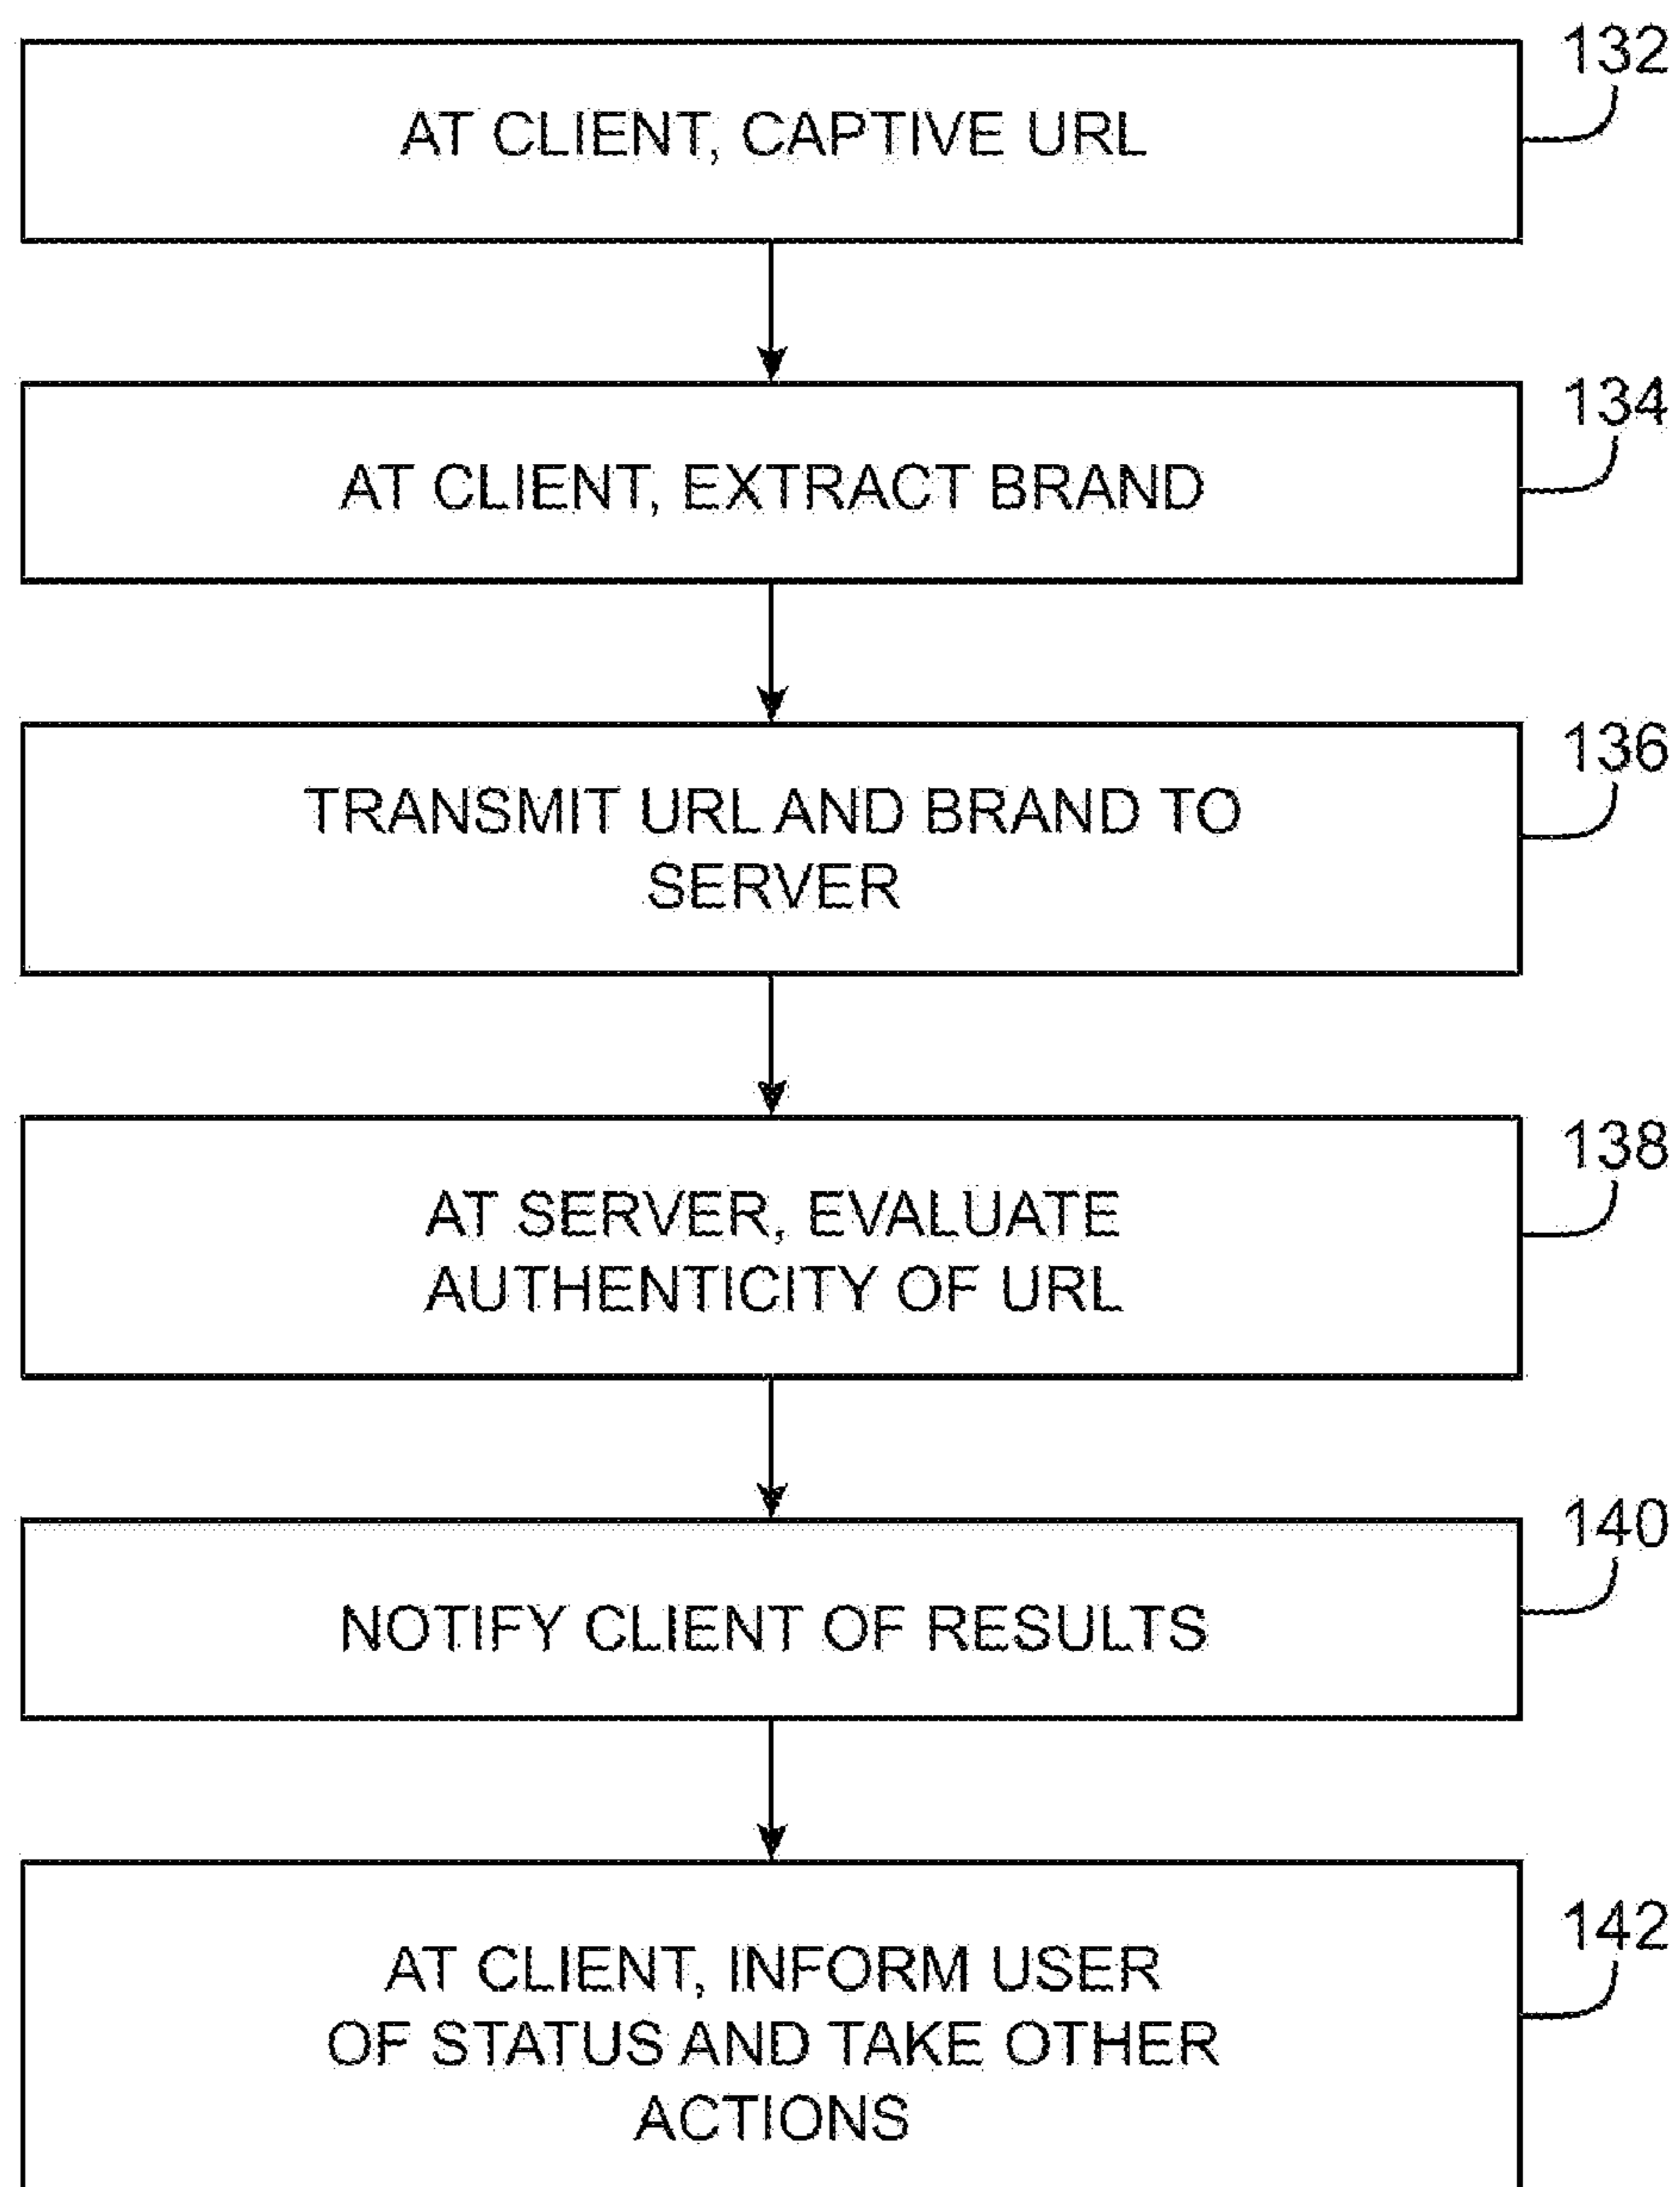 132
AT CLIENT, CAPTIVE URL
134
AT CLIENT, EXTRACT BRAND
136
TRANSMIT URL AND BRAND TO
SERVER
138
AT SERVER, EVALUATE
AUTHENTICITY OF URL
140
NOTIFY CLIENT OF RESULTS
142
AT CLIENT, INFORM USER
OF STATUS AND TAKE OTHER
ACTIONS